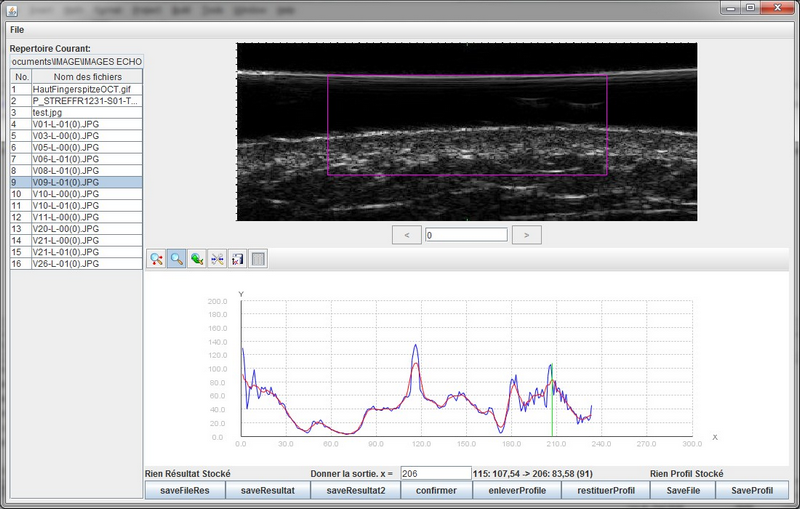 File
Repertoire Courant:
ocuments\IMAGE\IMAGES ECHO
No. Nom des fichiers
1 HautFingerspitzeOCT.gif
2 P_STREFFR1231-S01-T...
3 test.jpg
4 V01-L-01(0).JPG
5 V03-L-00(0).JPG
6 V05-L-00(0).JPG
7 V06-L-01(0).JPG
8 V08-L-01(0).JPG
9 V09-L-01(0).JPG
10 V10-L-00(0).JPG
11 V10-L-01(0).JPG
12 V11-L-00(0).JPG
13 V20-L-00(0).JPG
14 V21-L-00(0).JPG
15 V21-L-01(0).JPG
16 V26-L-01(0).JPG
< 0 >
Y
200.0
180.0
160.0
140.0
120.0
100.0
80.0
60.0
40.0
20.0
0.0
0.0 30.0 60.0 90.0 120.0 150.0 180.0 210.0 240.0 270.0 300.0
X
Rien Résultat Stocké Donner la sortie. x = 206 115: 107,54 -> 206: 83,58 (91) Rien Profil Stocké
saveFileRes saveResultat saveResultat2 confirmer enleverProfile restituerProfil SaveFile SaveProfil